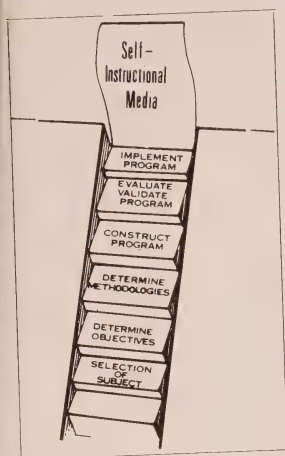 Self-
Instructional
Media
IMPLEMENT
PROGRAM
EVALUATE
VALIDATE
PROGRAM
CONSTRUCT
PROGRAM
DETERMINE
METHODOLOGIES
DETERMINE
OBJECTIVES
SELECTION
OF
SUBJECT